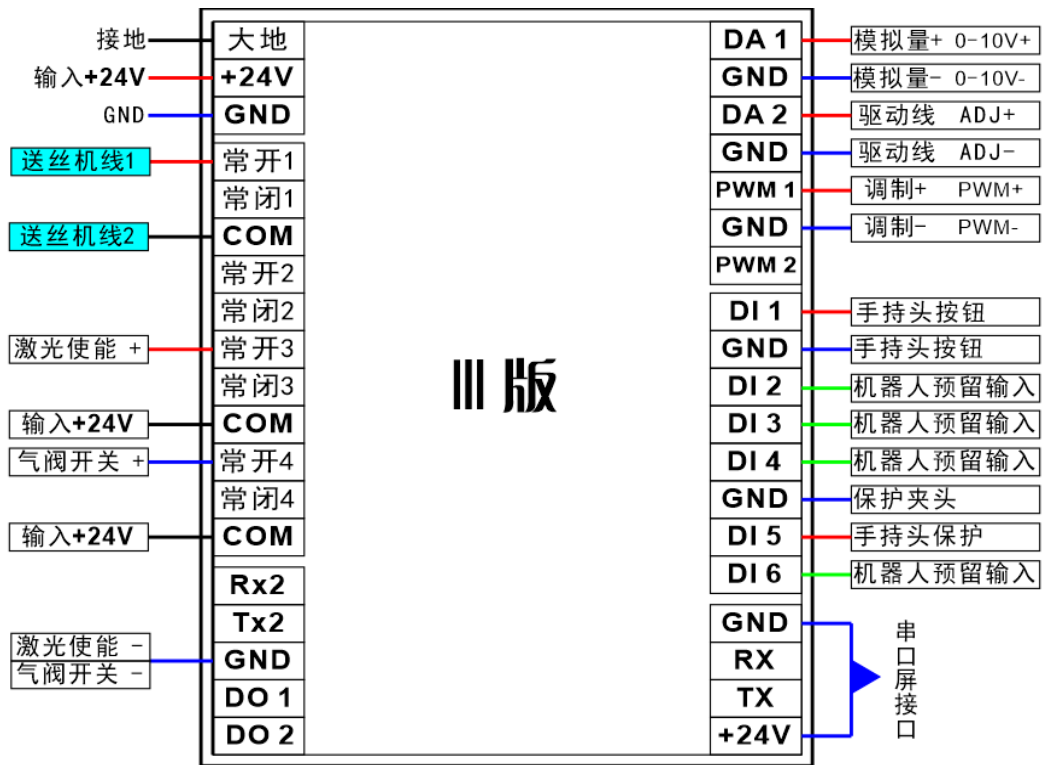 接地 大地
输入+24V +24V
GND GND
送丝机线1 常开1
常闭1
送丝机线2 COM
常开2
常闭2
激光使能 + 常开3
常闭3
输入+24V COM
气阀开关 + 常开4
常闭4
输入+24V COM
Rx2
Tx2
激光使能 -
气阀开关 -
GND
DO 1
DO 2
III 版
DA 1 模拟量+ 0-10V+
GND 模拟量- 0-10V-
DA 2 驱动线 ADJ+
GND 驱动线 ADJ-
PWM 1 调制+ PWM+
GND 调制- PWM-
PWM 2
DI 1 手持头按钮
GND 手持头按钮
DI 2 机器人预留输入
DI 3 机器人预留输入
DI 4 机器人预留输入
GND 保护夹头
DI 5 手持头保护
DI 6 机器人预留输入
GND
RX
TX
+24V
串口屏接口